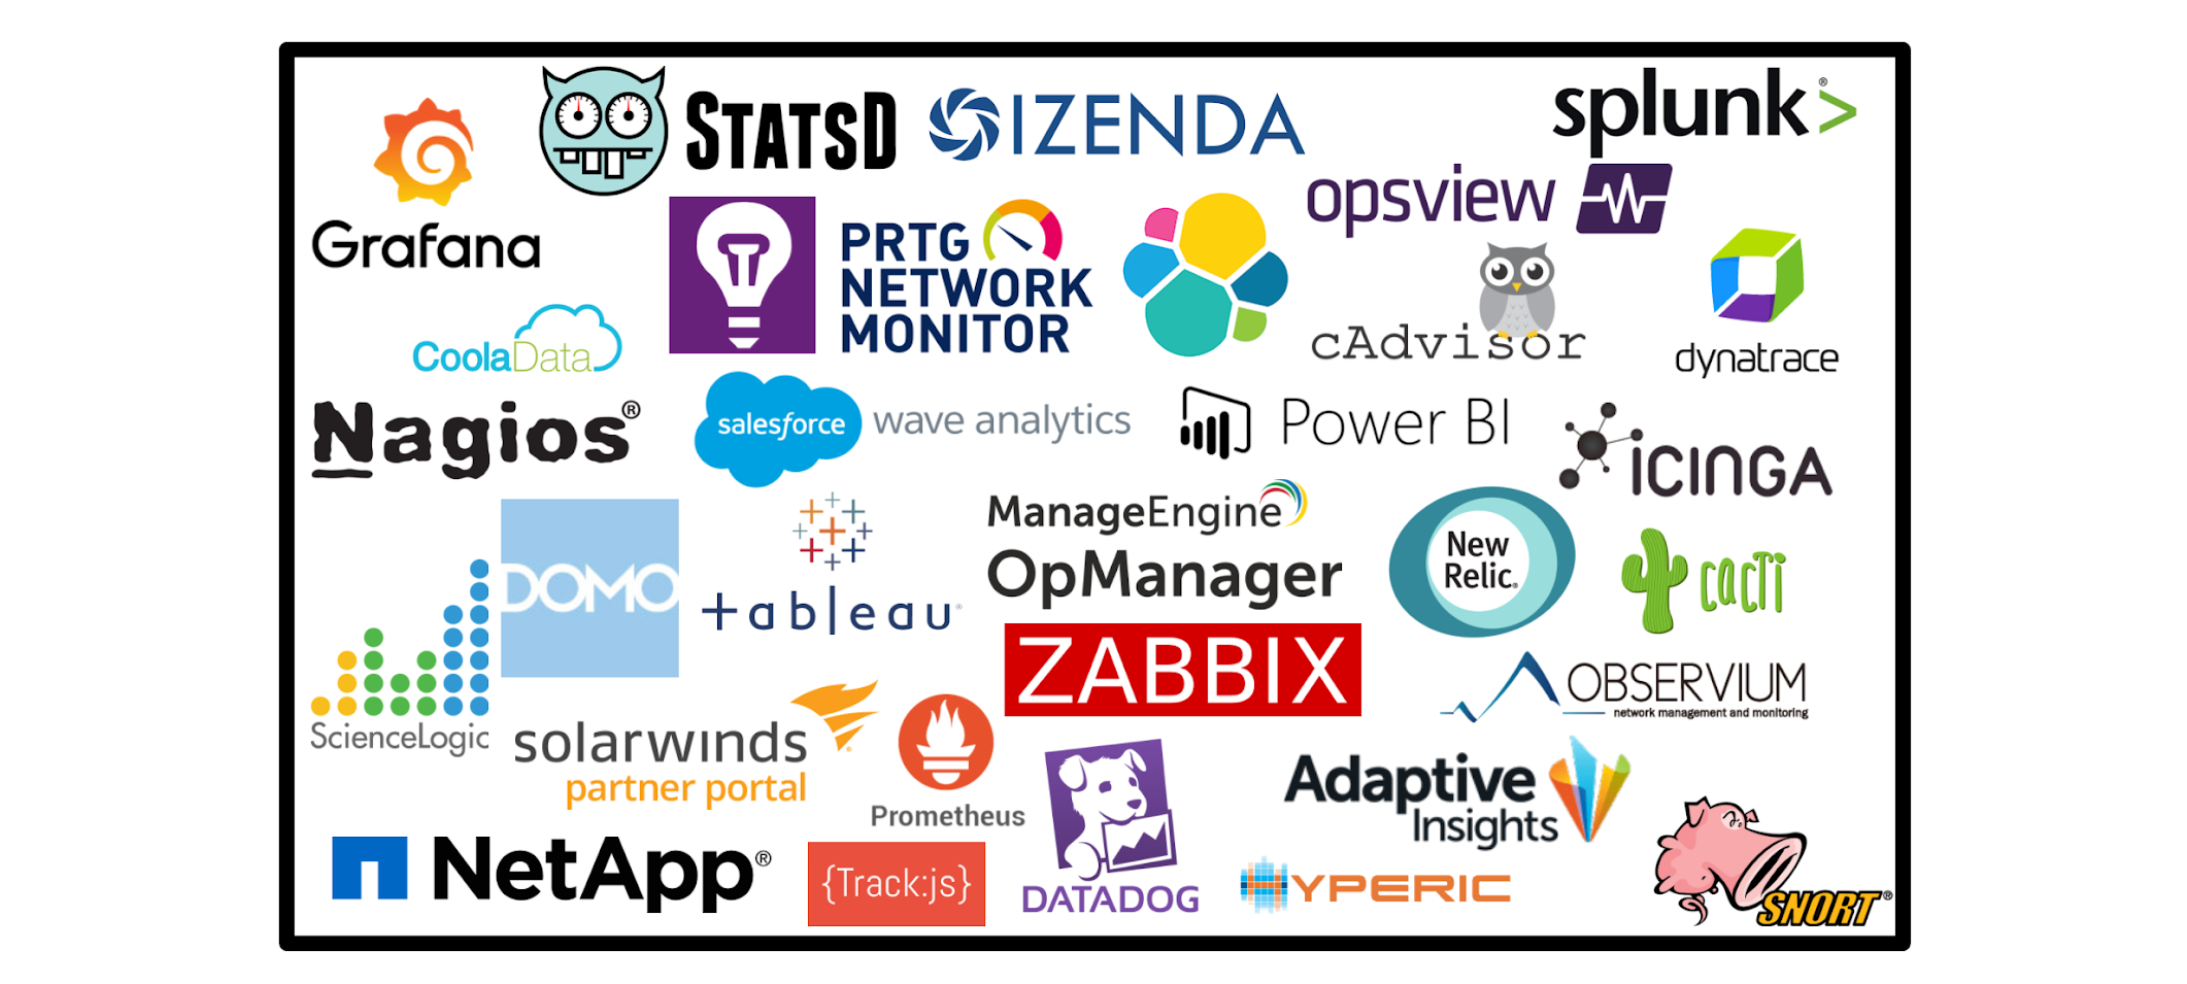 STATSD
IZENDA
splunk>®
Grafana
opsview
PRTG
NETWORK
MONITOR
cAdvisor
dynatrace
CoolaData
Nagios®
salesforce wave analytics
Power BI
ICINGA
ManageEngine
OpManager
New
Relic®
cacti
DOMO
+ableau®
ZABBIX
OBSERVIUM
network management and monitoring
ScienceLogic
solarwinds
partner portal
Prometheus
Adaptive
Insights
NetApp®
{Track:js}
DATADOG
HYPERIC
SNORT®